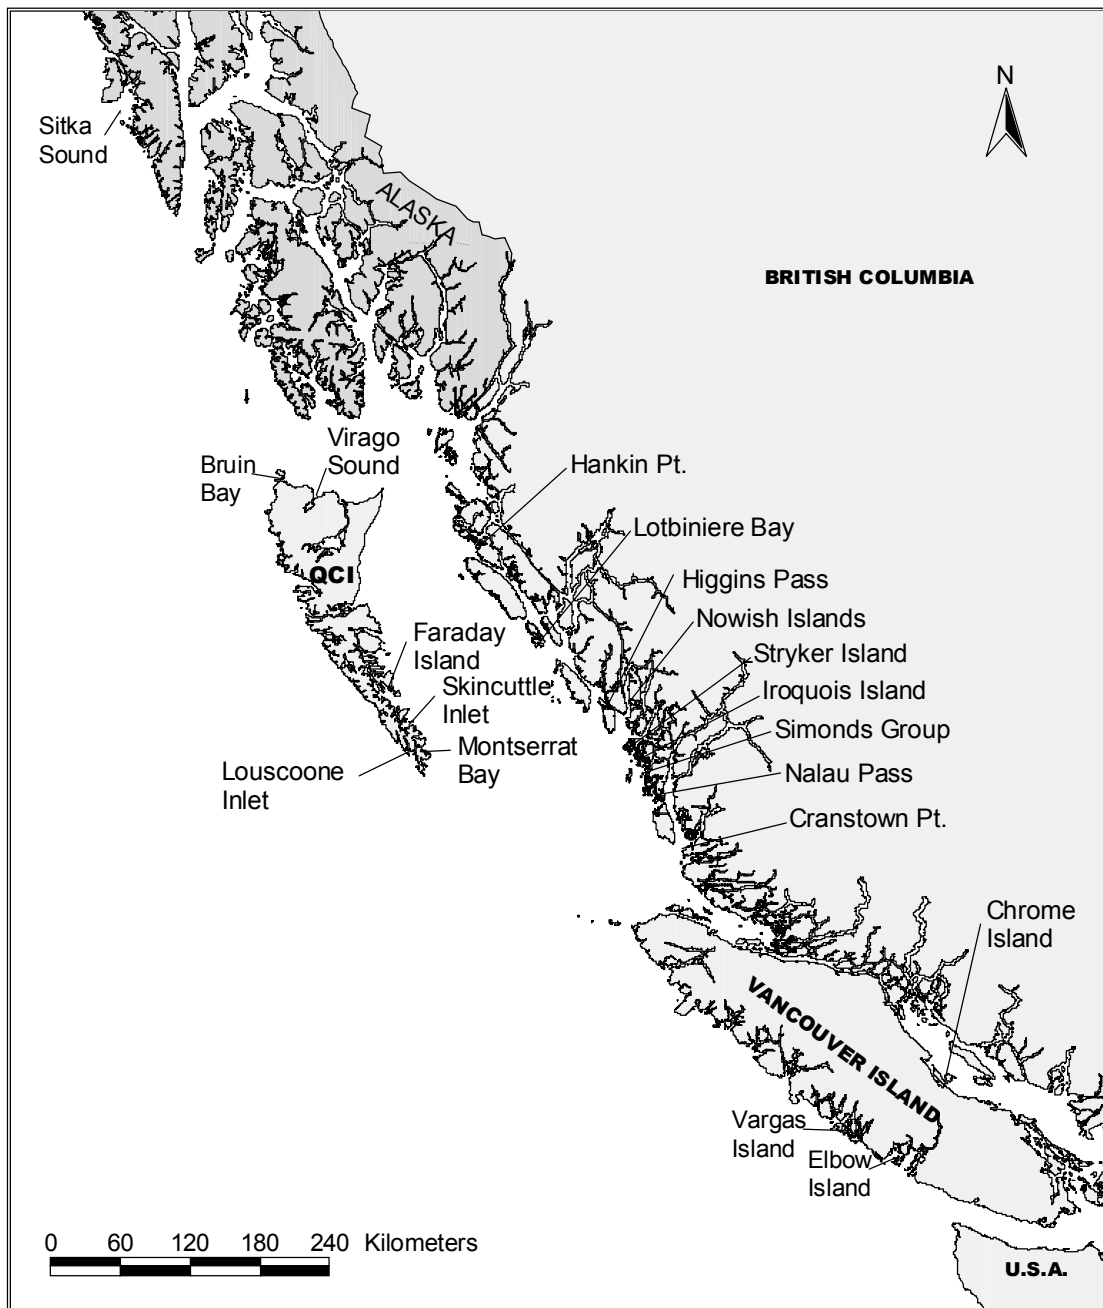 N
Sitka
Sound
ALASKA
BRITISH COLUMBIA
Virago
Sound
Bruin
Bay
Hankin Pt.
Lotbiniere Bay
QCI
Higgins Pass
Nowish Islands
Faraday
Island
Stryker Island
Skincuttle
Inlet
Iroquois Island
Simonds Group
Montserrat
Bay
Louscoone
Inlet
Nalau Pass
Cranstown Pt.
Chrome
Island
VANCOUVER ISLAND
Vargas
Island
Elbow
Island
0 60 120 180 240 Kilometers
U.S.A.